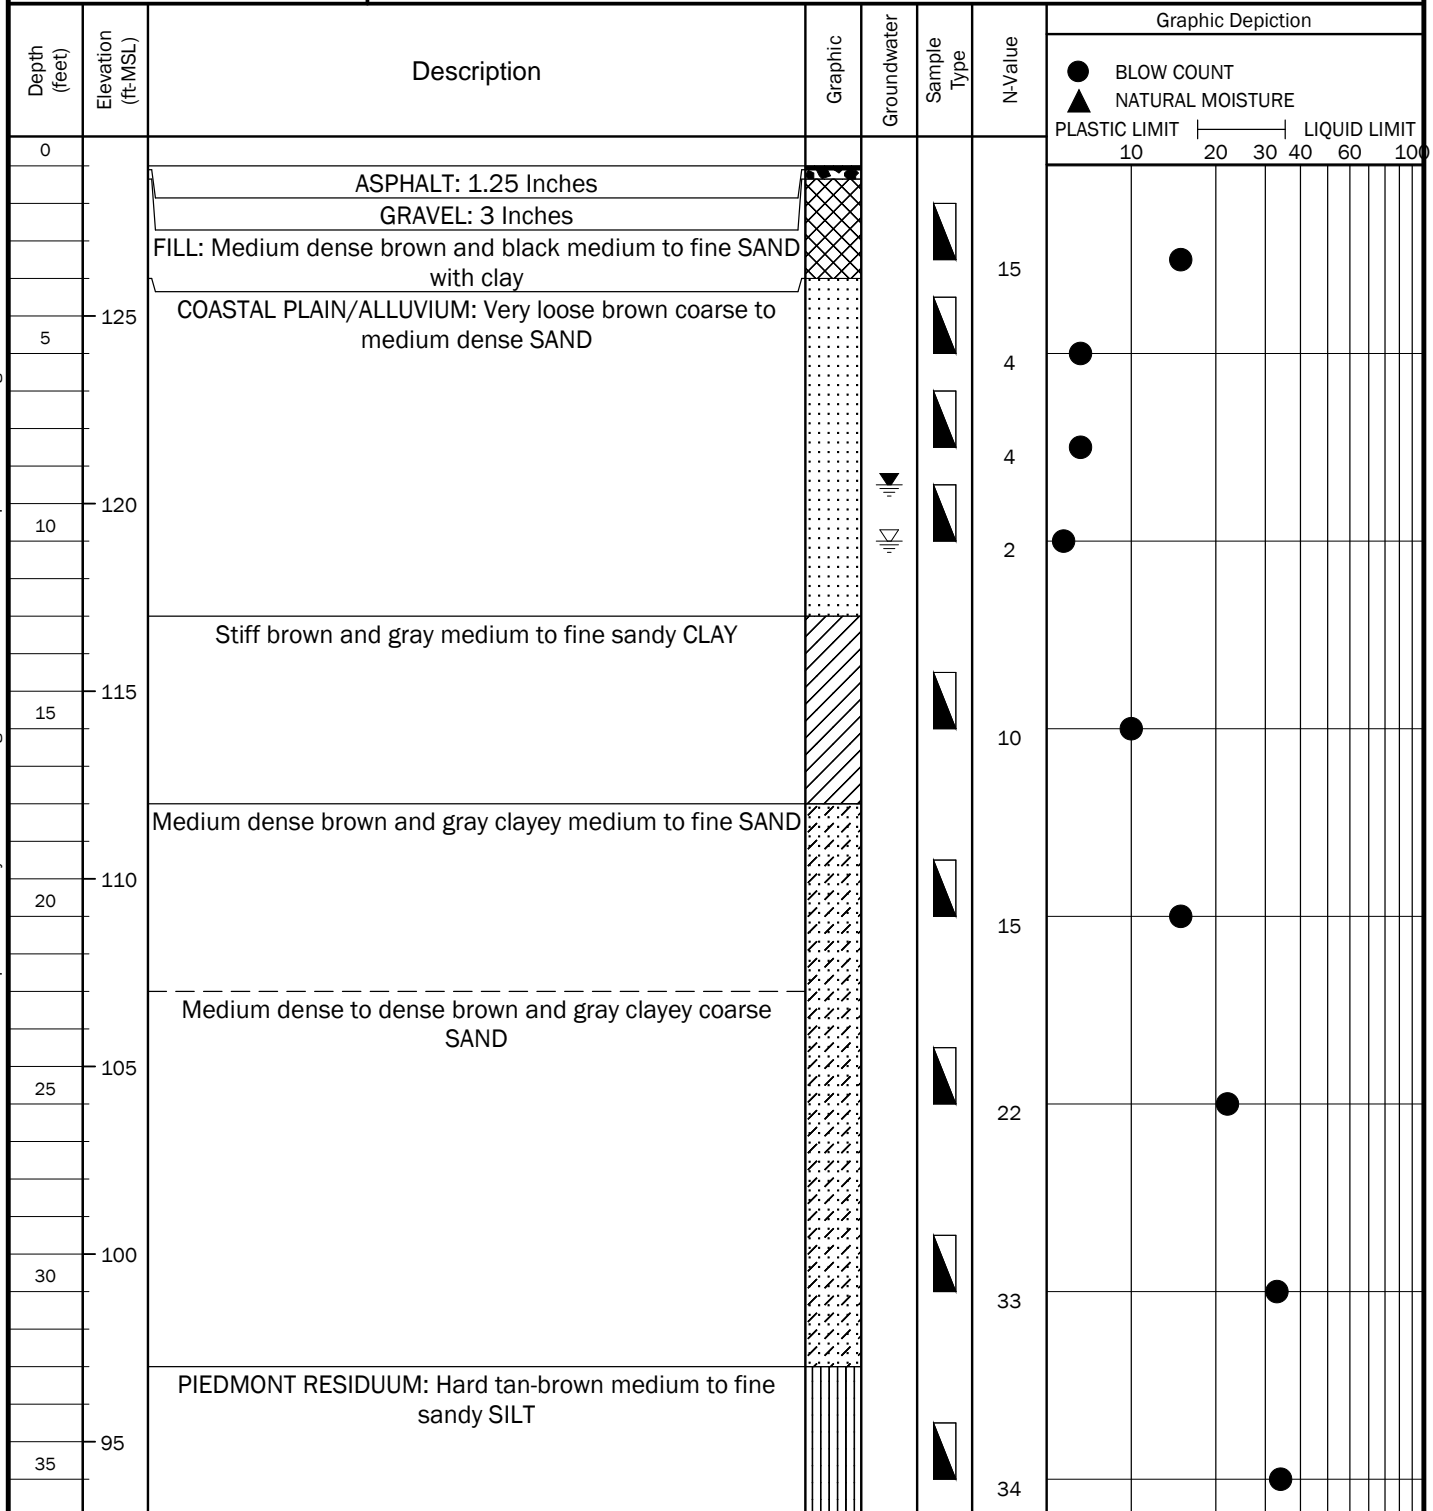 Depth
(feet)
Elevation
(ft-MSL)
Description
Graphic
Groundwater
Sample
Type
N-Value
Graphic Depiction
BLOW COUNT
NATURAL MOISTURE
PLASTIC LIMIT LIQUID LIMIT
10 20 30 40 60 100
0
ASPHALT: 1.25 Inches
GRAVEL: 3 Inches
FILL: Medium dense brown and black medium to fine SAND
with clay
15
COASTAL PLAIN/ALLUVIUM: Very loose brown coarse to
medium dense SAND
125
5
4
4
120
10
2
Stiff brown and gray medium to fine sandy CLAY
115
15
10
Medium dense brown and gray clayey medium to fine SAND
110
20
15
Medium dense to dense brown and gray clayey coarse
SAND
105
25
22
100
30
33
PIEDMONT RESIDUUM: Hard tan-brown medium to fine
sandy SILT
95
35
34